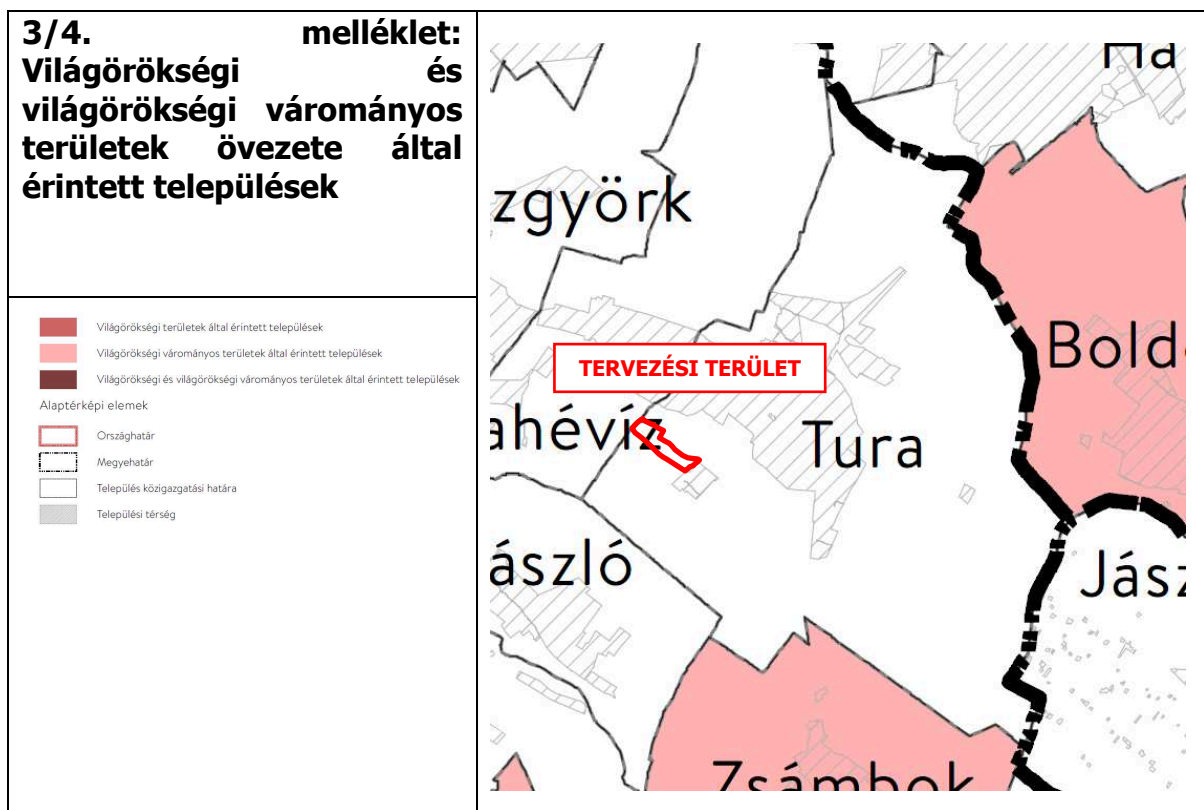 3/4. melléklet:
Világörökségi és
világörökségi várományos
területek övezete által
érintett települések
Világörökségi területek által érintett települések
Világörökségi várományos területek által érintett települések
Világörökségi és világörökségi várományos területek által érintett települések
Alaptérképi elemek
Országhatár
Megyehatár
Település közigazgatási határa
Települési térség
Ha
zgyörk
Bold
TERVEZÉSI TERÜLET
ahévíz
Tura
ászló
Jász
Zsámbok